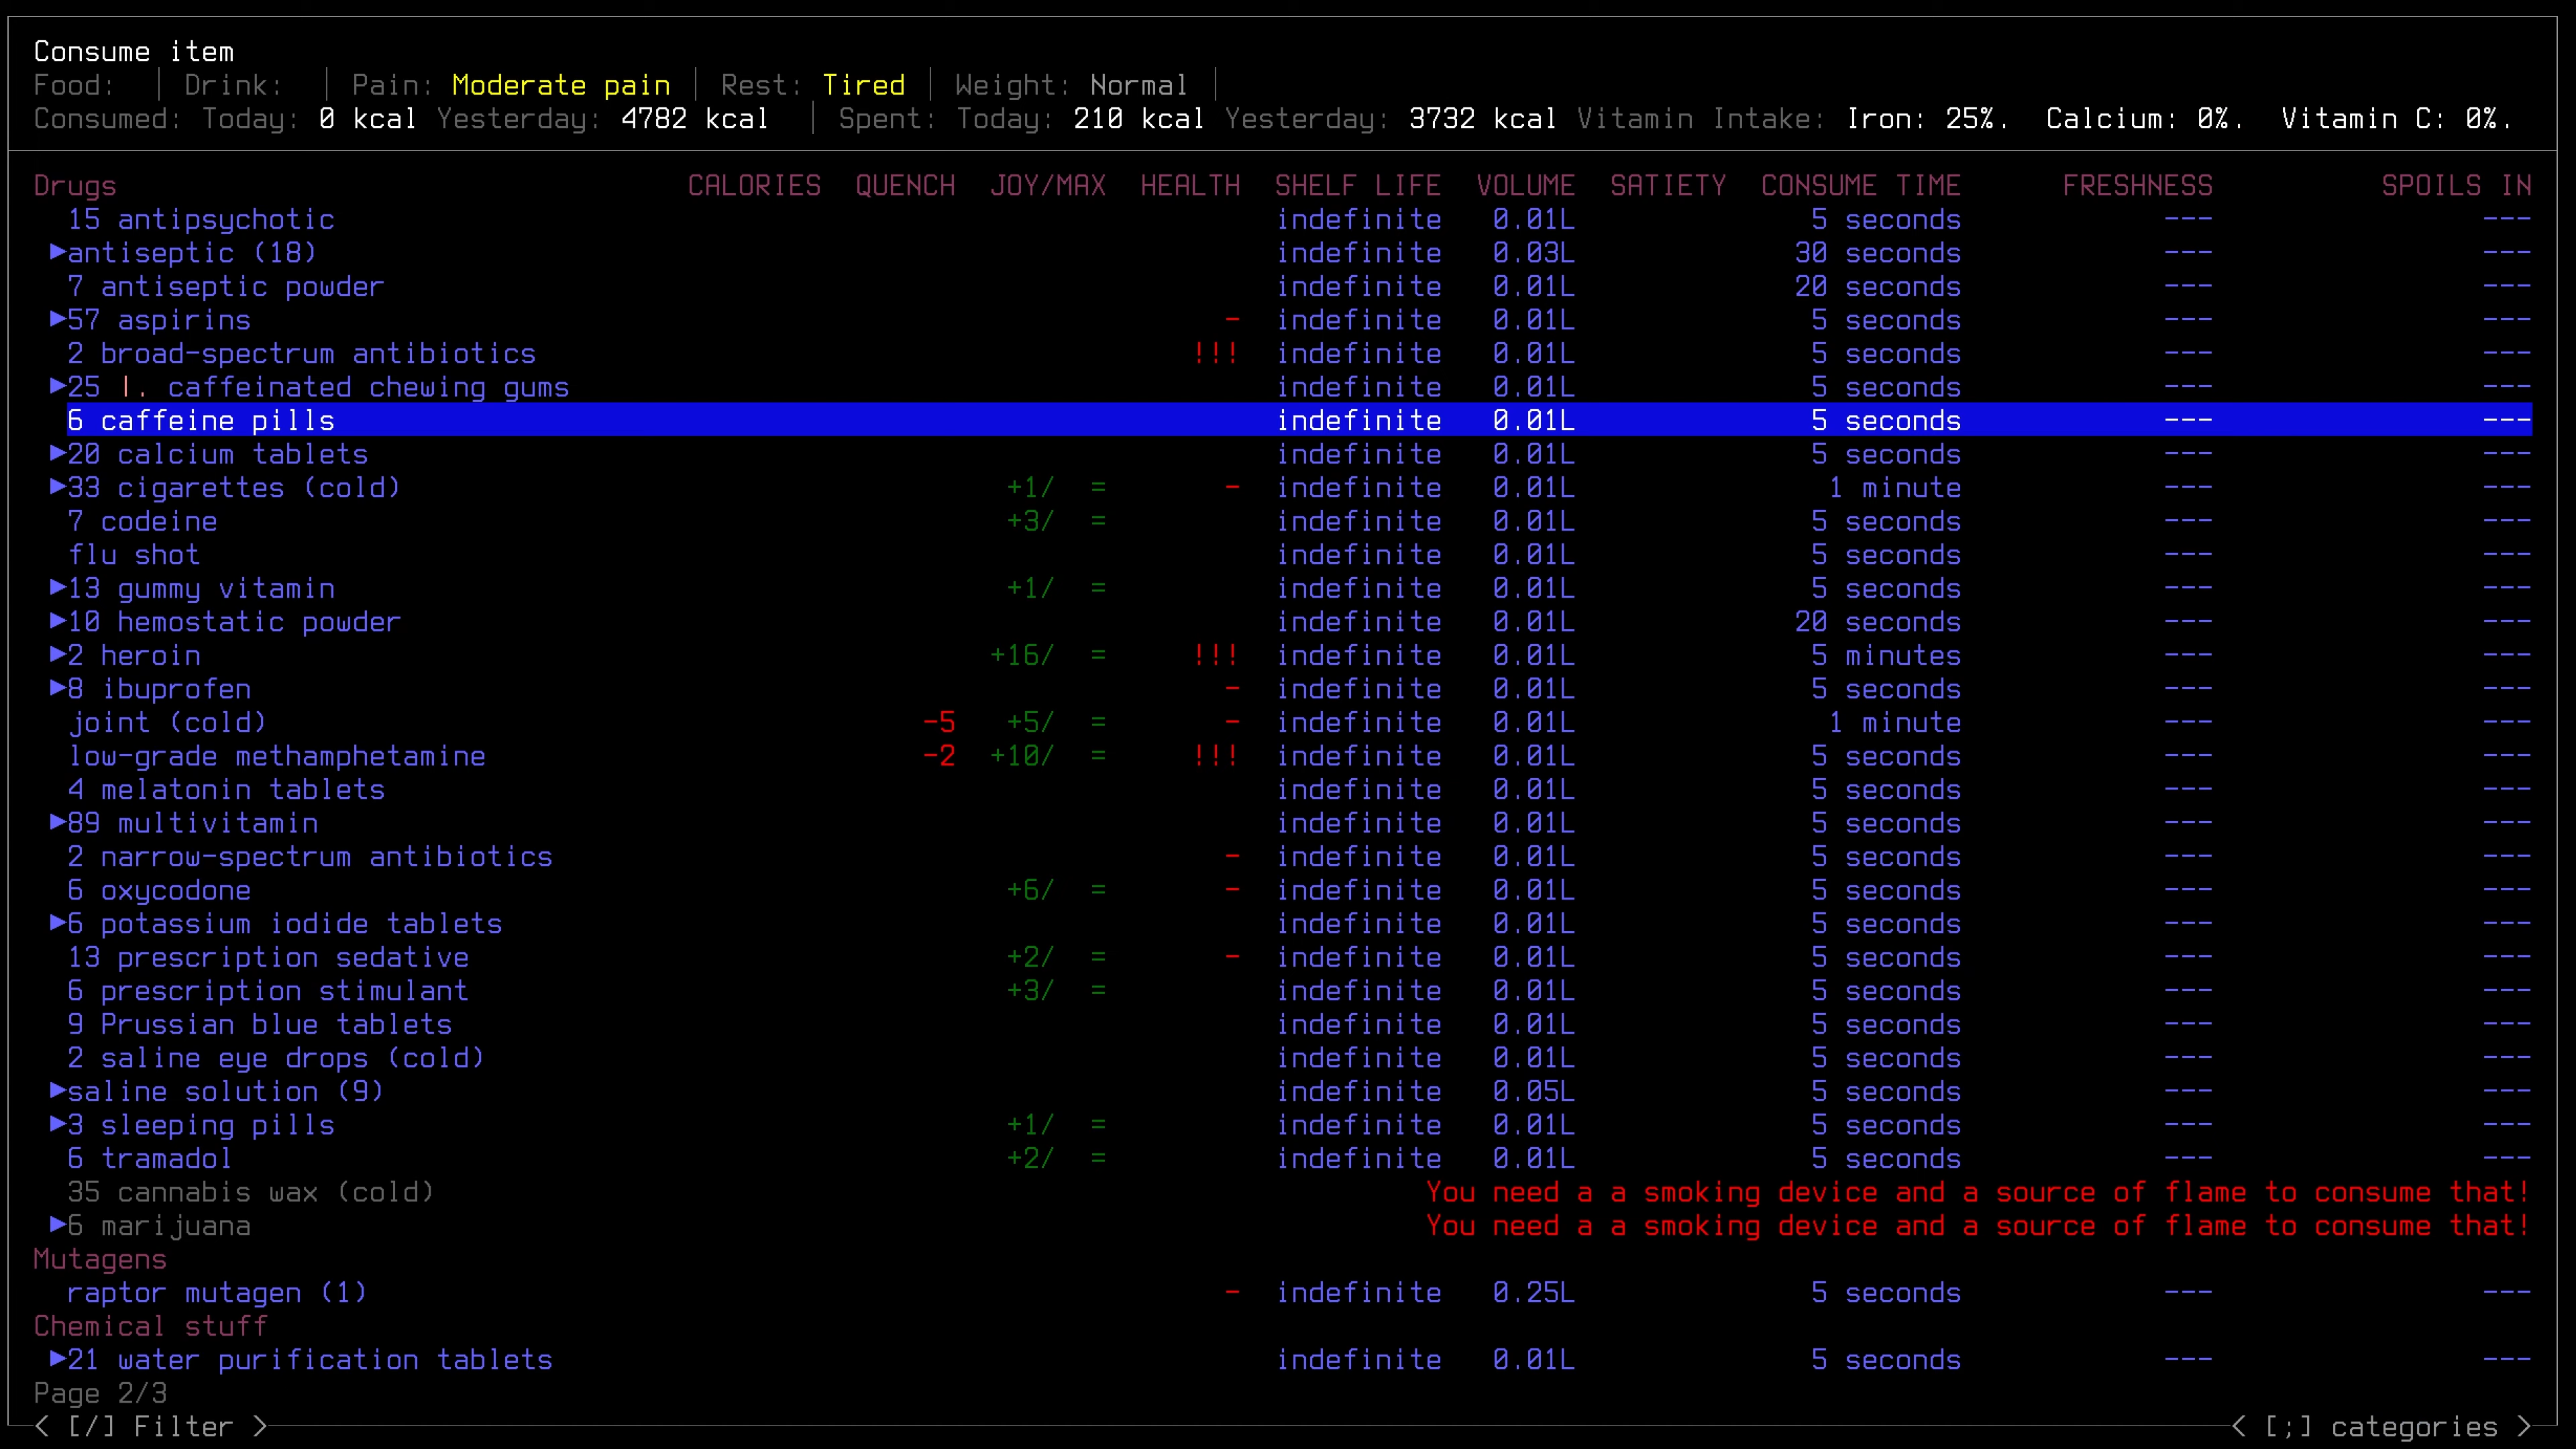 Consume item
Food: │ Drink: │ Pain: Moderate pain │ Rest: Tired │ Weight: Normal │
Consumed: Today: 0 kcal Yesterday: 4782 kcal │ Spent: Today: 210 kcal Yesterday: 3732 kcal Vitamin Intake: Iron: 25%. Calcium: 0%. Vitamin C: 0%.
Drugs CALORIES QUENCH JOY/MAX HEALTH SHELF LIFE VOLUME SATIETY CONSUME TIME FRESHNESS SPOILS IN
15 antipsychotic indefinite 0.01L 5 seconds --- ---
▶antiseptic (18) indefinite 0.03L 30 seconds --- ---
7 antiseptic powder indefinite 0.01L 20 seconds --- ---
▶57 aspirins - indefinite 0.01L 5 seconds --- ---
2 broad-spectrum antibiotics !!! indefinite 0.01L 5 seconds --- ---
▶25 |. caffeinated chewing gums indefinite 0.01L 5 seconds --- ---
6 caffeine pills indefinite 0.01L 5 seconds --- ---
▶20 calcium tablets indefinite 0.01L 5 seconds --- ---
▶33 cigarettes (cold) +1/ = - indefinite 0.01L 1 minute --- ---
7 codeine +3/ = indefinite 0.01L 5 seconds --- ---
flu shot indefinite 0.01L 5 seconds --- ---
▶13 gummy vitamin +1/ = indefinite 0.01L 5 seconds --- ---
▶10 hemostatic powder indefinite 0.01L 20 seconds --- ---
▶2 heroin +16/ = !!! indefinite 0.01L 5 minutes --- ---
▶8 ibuprofen - indefinite 0.01L 5 seconds --- ---
joint (cold) -5 +5/ = - indefinite 0.01L 1 minute --- ---
low-grade methamphetamine -2 +10/ = !!! indefinite 0.01L 5 seconds --- ---
4 melatonin tablets indefinite 0.01L 5 seconds --- ---
▶89 multivitamin indefinite 0.01L 5 seconds --- ---
2 narrow-spectrum antibiotics - indefinite 0.01L 5 seconds --- ---
6 oxycodone +6/ = - indefinite 0.01L 5 seconds --- ---
▶6 potassium iodide tablets indefinite 0.01L 5 seconds --- ---
13 prescription sedative +2/ = - indefinite 0.01L 5 seconds --- ---
6 prescription stimulant +3/ = indefinite 0.01L 5 seconds --- ---
9 Prussian blue tablets indefinite 0.01L 5 seconds --- ---
2 saline eye drops (cold) indefinite 0.01L 5 seconds --- ---
▶saline solution (9) indefinite 0.05L 5 seconds --- ---
▶3 sleeping pills +1/ = indefinite 0.01L 5 seconds --- ---
6 tramadol +2/ = indefinite 0.01L 5 seconds --- ---
35 cannabis wax (cold) You need a a smoking device and a source of flame to consume that!
▶6 marijuana You need a a smoking device and a source of flame to consume that!
Mutagens
raptor mutagen (1) - indefinite 0.25L 5 seconds --- ---
Chemical stuff
▶21 water purification tablets indefinite 0.01L 5 seconds --- ---
Page 2/3
< [/] Filter > < [;] categories >